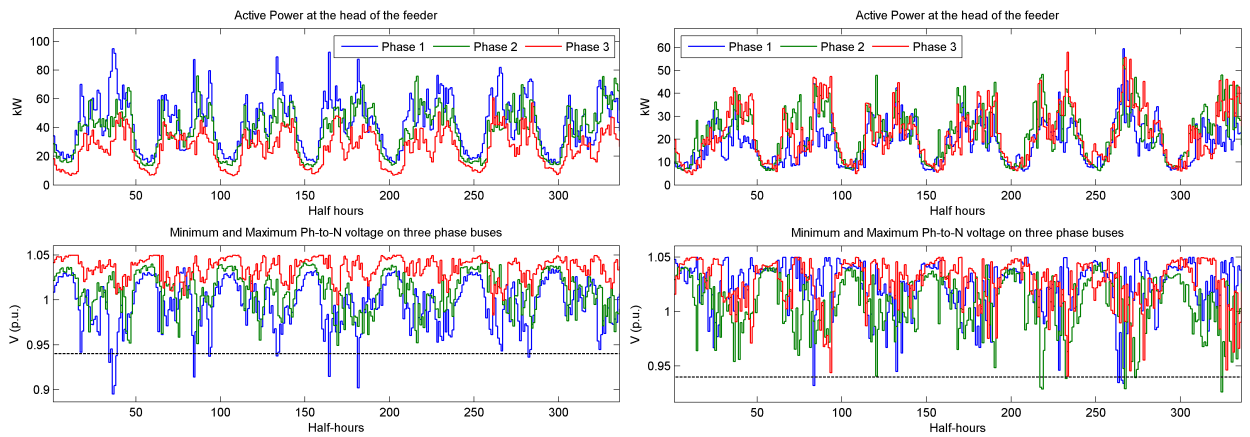 Active Power at the head of the feeder
100
80
60
40
20
0
kW
Phase 1 Phase 2 Phase 3
50 100 150 200 250 300
Half hours
Active Power at the head of the feeder
60
50
40
30
20
10
0
kW
Phase 1 Phase 2 Phase 3
50 100 150 200 250 300
Half hours
Minimum and Maximum Ph-to-N voltage on three phase buses
1.05
1
0.95
0.9
V (p.u.)
50 100 150 200 250 300
Half-hours
Minimum and Maximum Ph-to-N voltage on three phase buses
1.05
1
0.95
V (p.u.)
50 100 150 200 250 300
Half-hours